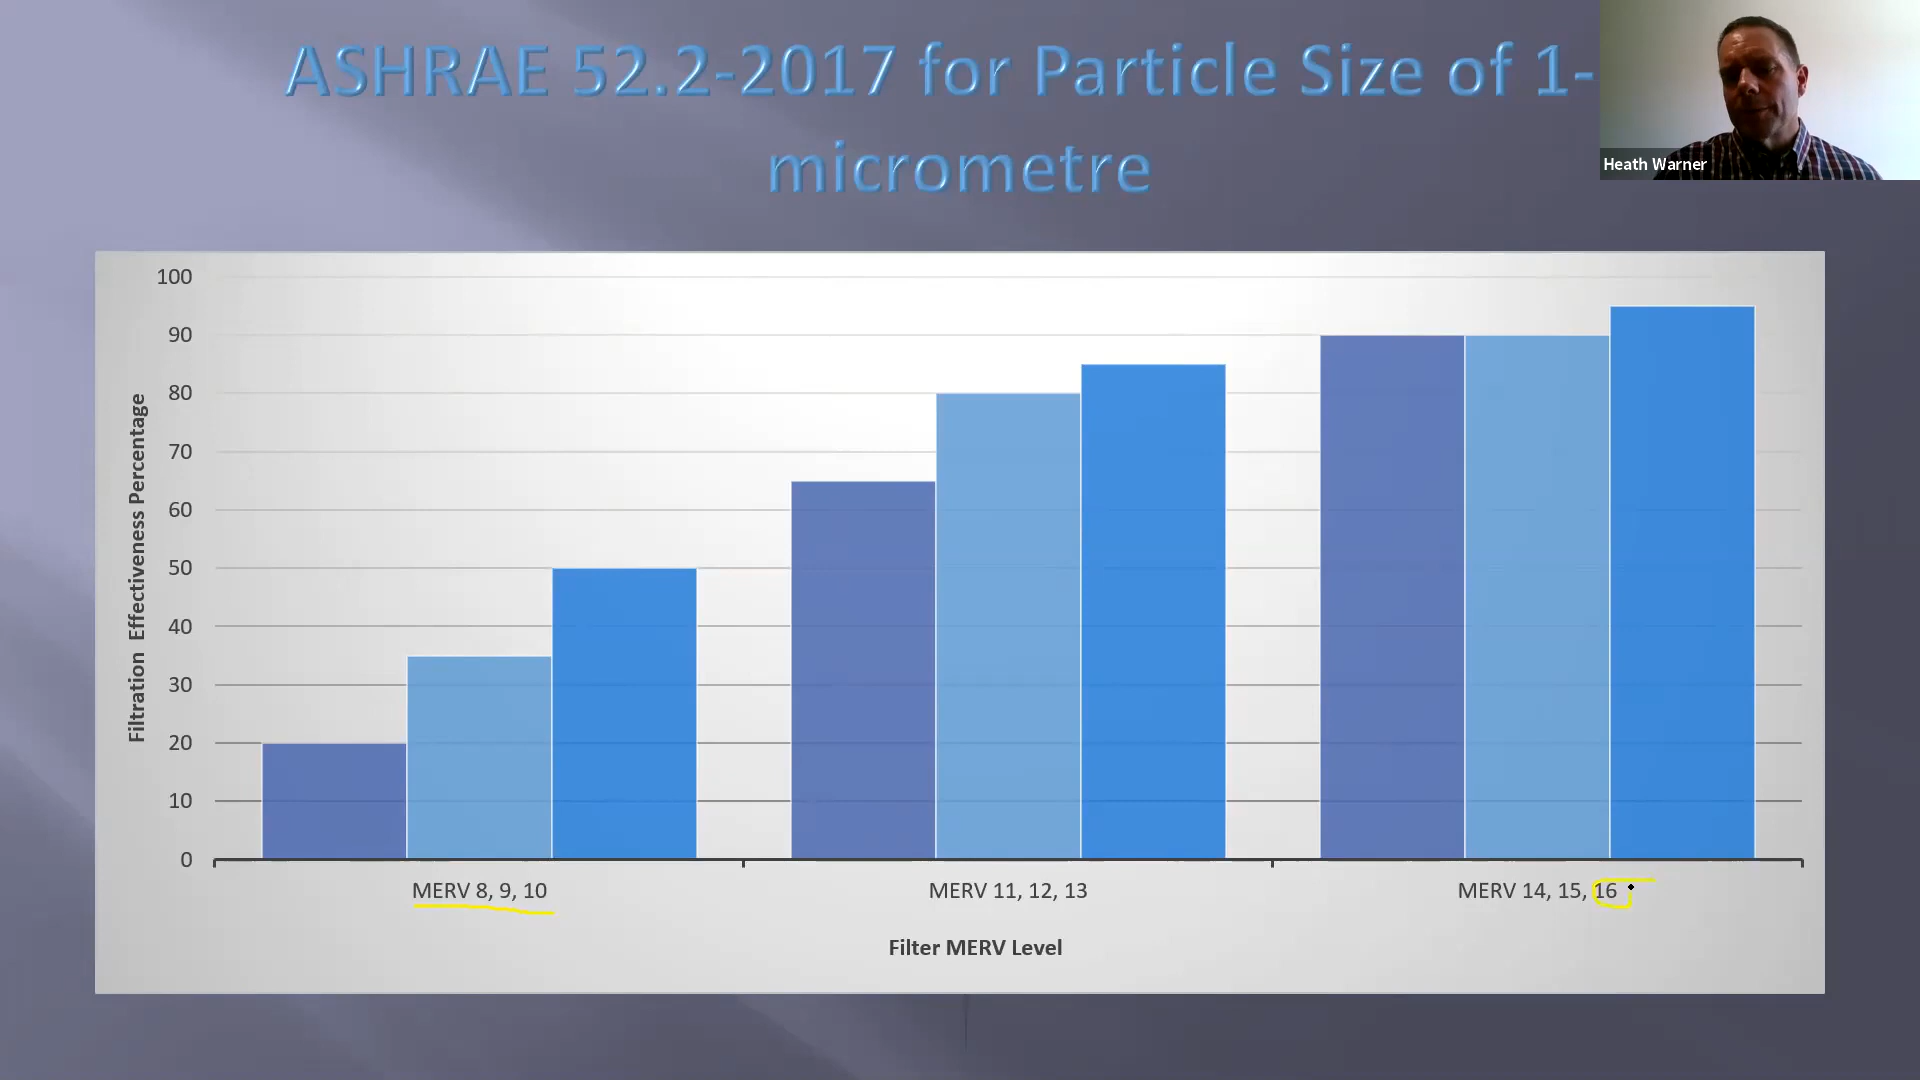 ASHRAE 52.2-2017 for Particle Size of 1-
micrometre
Heath Warner
100
90
80
70
60
50
40
30
20
10
0
Filtration Effectiveness Percentage
MERV 8, 9, 10
MERV 11, 12, 13
MERV 14, 15, 16
Filter MERV Level